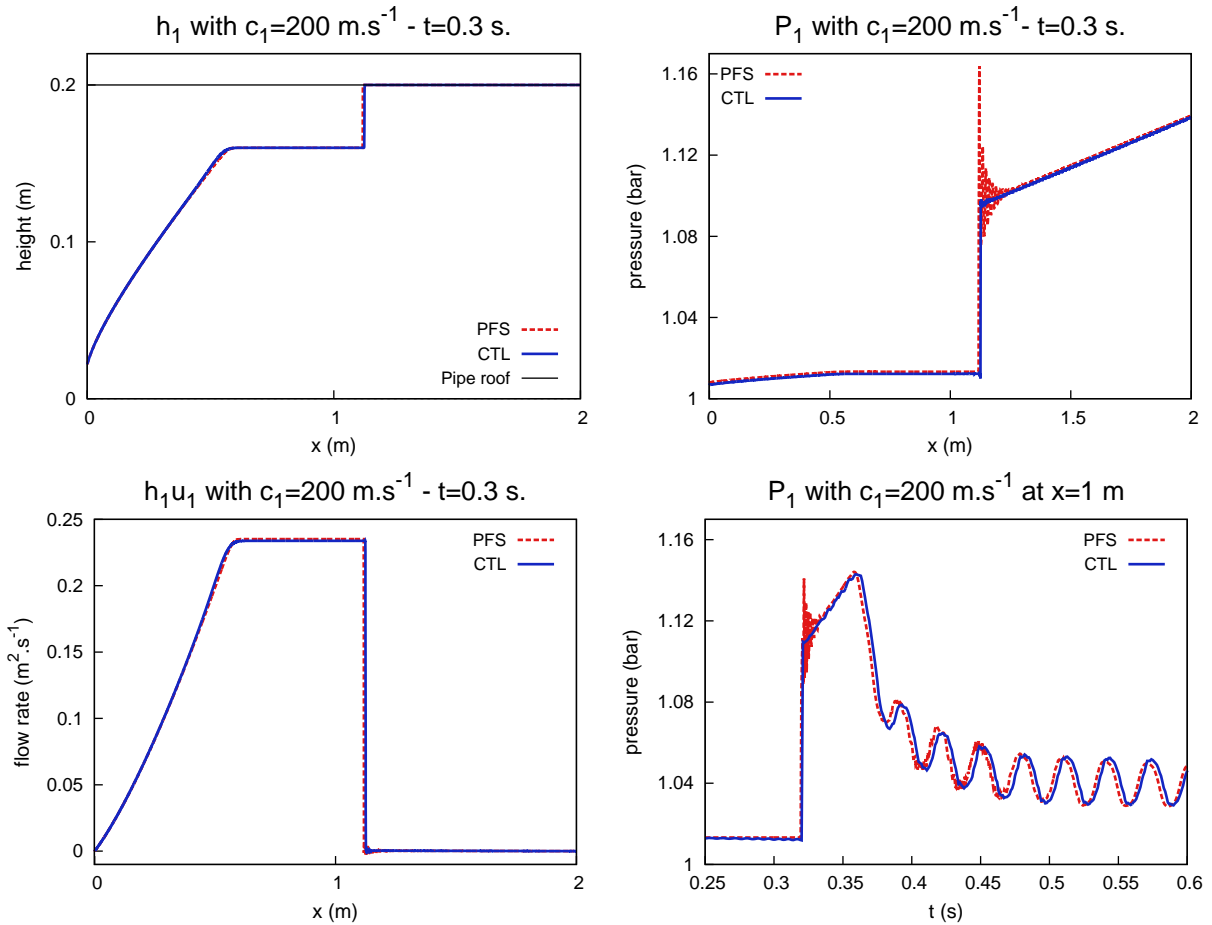 h₁ with c₁=200 m.s⁻¹ - t=0.3 s.
height (m)
0.2
0.1
0
0
1
2
x (m)
PFS
CTL
Pipe roof
P₁ with c₁=200 m.s⁻¹ - t=0.3 s.
pressure (bar)
1.16
1.12
1.08
1.04
1
0
0.5
1
1.5
2
x (m)
PFS
CTL
h₁u₁ with c₁=200 m.s⁻¹ - t=0.3 s.
flow rate (m².s⁻¹)
0.25
0.2
0.15
0.1
0.05
0
0
1
2
x (m)
PFS
CTL
P₁ with c₁=200 m.s⁻¹ at x=1 m
pressure (bar)
1.16
1.12
1.08
1.04
1
0.25
0.3
0.35
0.4
0.45
0.5
0.55
0.6
t (s)
PFS
CTL